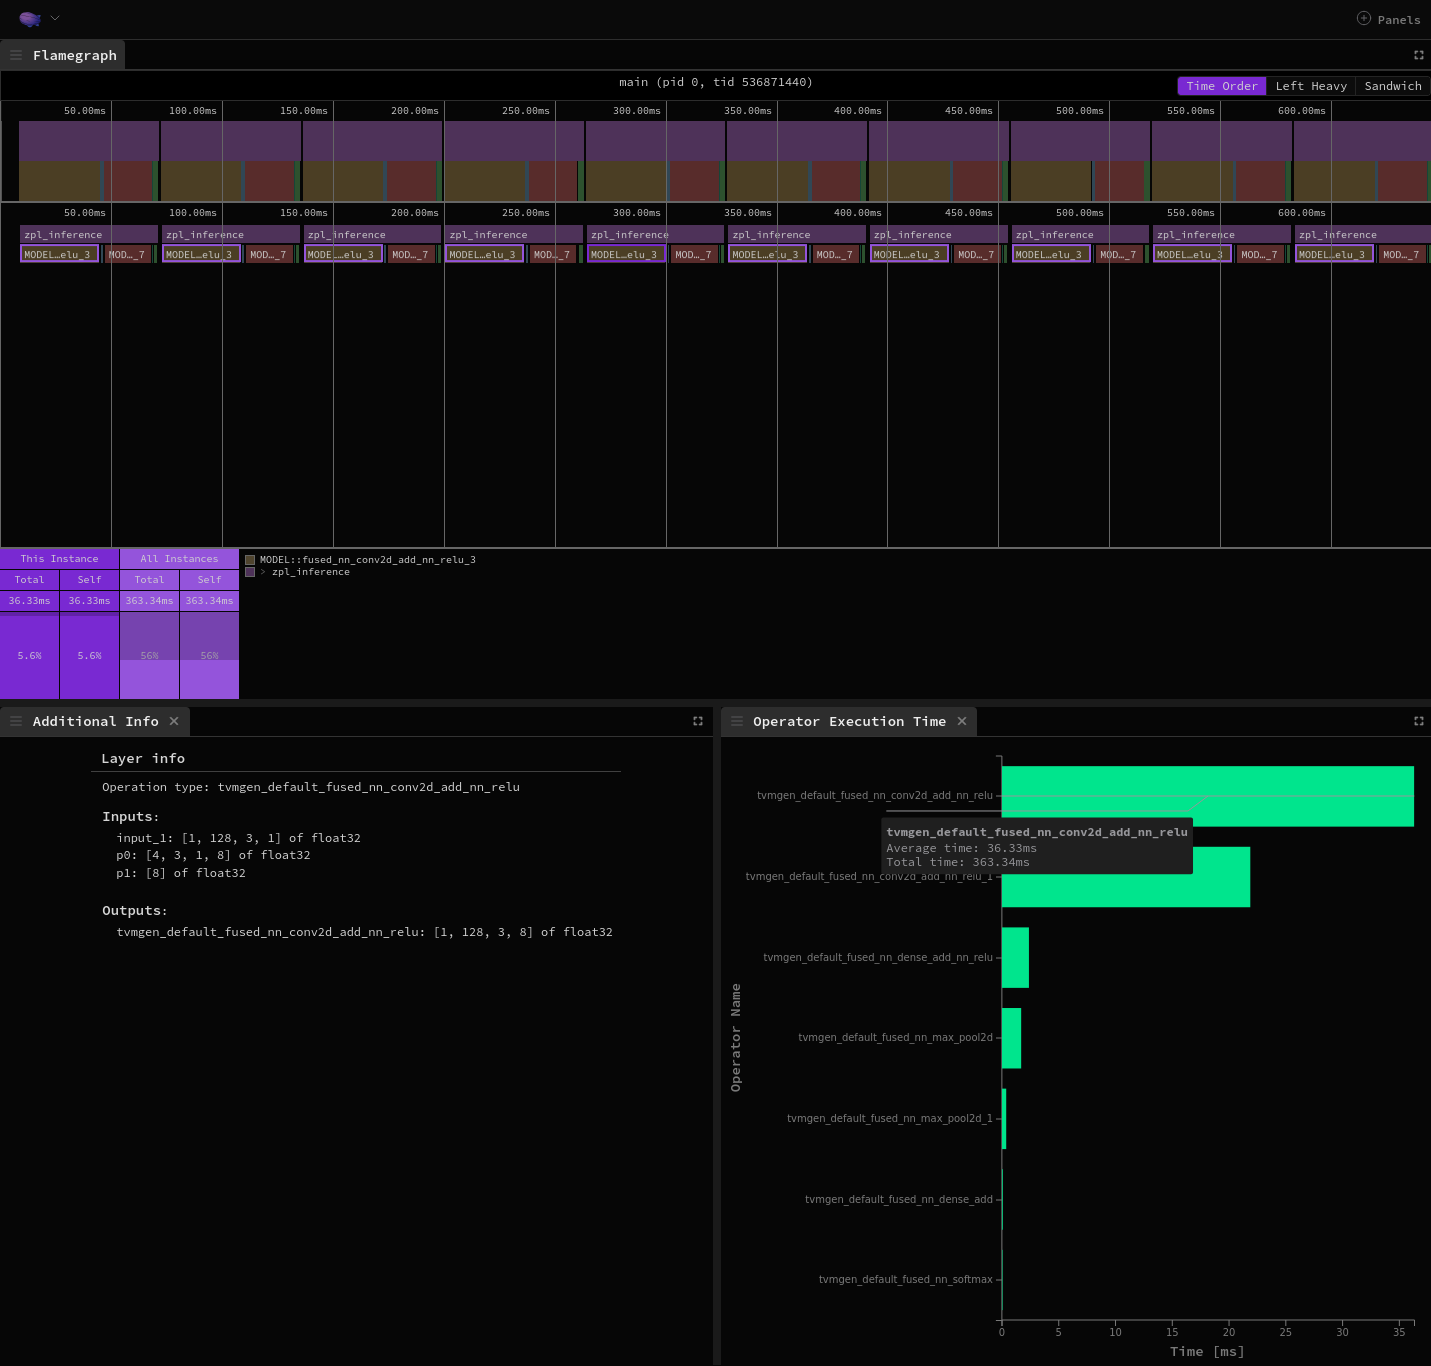 Panels
Flamegraph
main (pid 0, tid 536871440)
Time Order Left Heavy Sandwich
50.00ms 100.00ms 150.00ms 200.00ms 250.00ms 300.00ms 350.00ms 400.00ms 450.00ms 500.00ms 550.00ms 600.00ms
50.00ms 100.00ms 150.00ms 200.00ms 250.00ms 300.00ms 350.00ms 400.00ms 450.00ms 500.00ms 550.00ms 600.00ms
zpl_inference zpl_inference zpl_inference zpl_inference zpl_inference zpl_inference zpl_inference zpl_inference zpl_inference zpl_inference
MODEL…elu_3 MOD…_7 MODEL…elu_3 MOD…_7 MODEL…elu_3 MOD…_7 MODEL…elu_3 MOD…_7 MODEL…elu_3 MOD…_7 MODEL…elu_3 MOD…_7 MODEL…elu_3 MOD…_7 MODEL…elu_3 MOD…_7 MODEL…elu_3 MOD…_7 MODEL…elu_3 MOD…_7
This Instance All Instances
Total Self Total Self
36.33ms 36.33ms 363.34ms 363.34ms
5.6% 5.6% 56% 56%
MODEL::fused_nn_conv2d_add_nn_relu_3
> zpl_inference
Additional Info
Layer info
Operation type: tvmgen_default_fused_nn_conv2d_add_nn_relu
Inputs:
input_1: [1, 128, 3, 1] of float32
p0: [4, 3, 1, 8] of float32
p1: [8] of float32
Outputs:
tvmgen_default_fused_nn_conv2d_add_nn_relu: [1, 128, 3, 8] of float32
Operator Execution Time
tvmgen_default_fused_nn_conv2d_add_nn_relu
tvmgen_default_fused_nn_conv2d_add_nn_relu
Average time: 36.33ms
Total time: 363.34ms
tvmgen_default_fused_nn_conv2d_add_nn_relu_1
tvmgen_default_fused_nn_dense_add_nn_relu
tvmgen_default_fused_nn_max_pool2d
tvmgen_default_fused_nn_max_pool2d_1
tvmgen_default_fused_nn_dense_add
tvmgen_default_fused_nn_softmax
Operator Name
0 5 10 15 20 25 30 35
Time [ms]